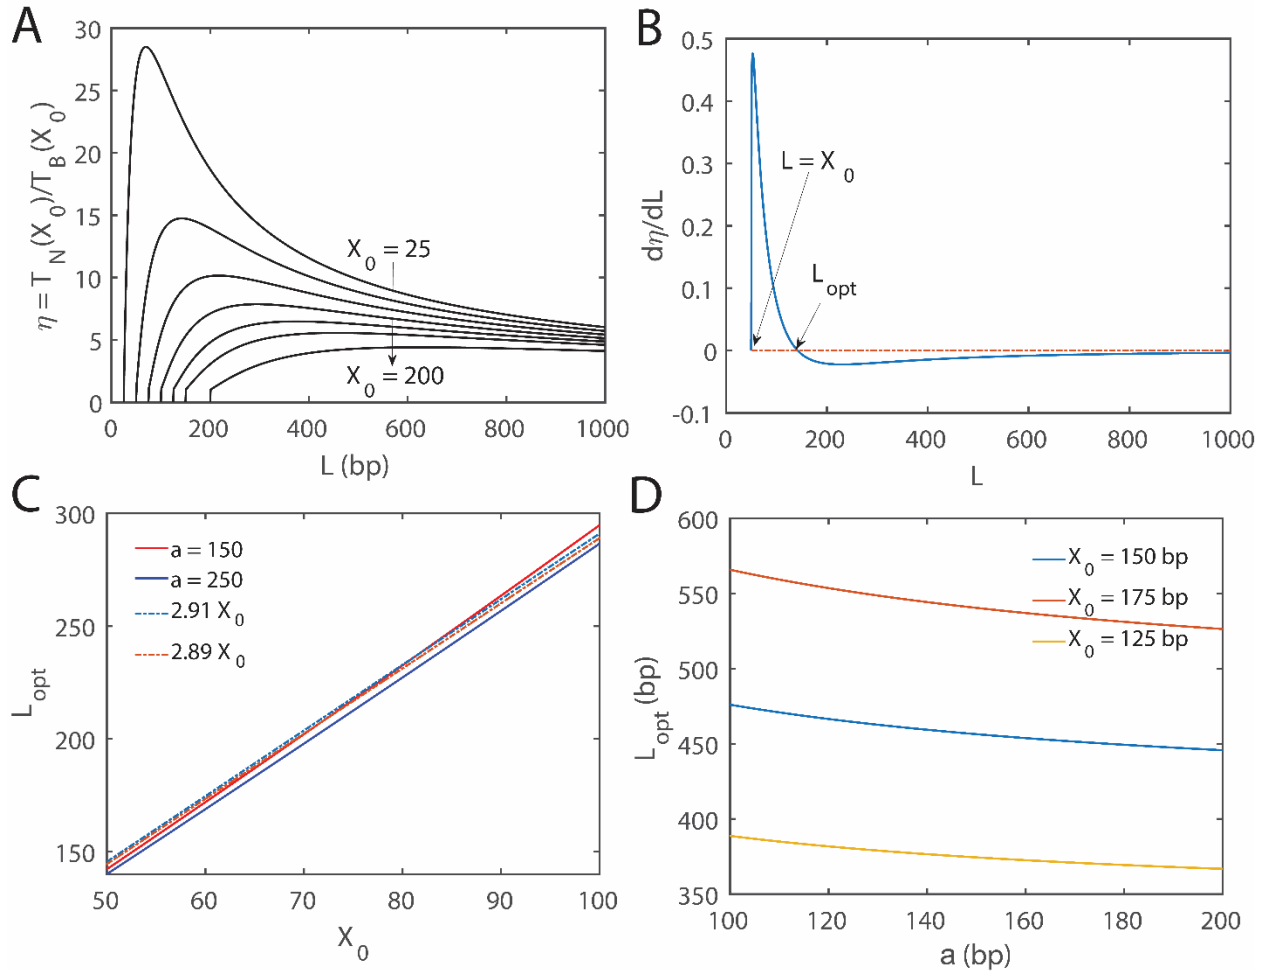 A
η = T_N(X_0)/T_B(X_0)
30
25
20
15
10
5
0
X_0 = 25
X_0 = 200
0 200 400 600 800 1000
L (bp)
B
dη/dL
0.5
0.4
0.3
0.2
0.1
0
-0.1
L = X_0
L_opt
0 200 400 600 800 1000
L
C
L_opt
300
250
200
150
a = 150
a = 250
2.91 X_0
2.89 X_0
50 60 70 80 90 100
X_0
D
L_opt(bp)
600
550
500
450
400
350
X_0 = 150 bp
X_0 = 175 bp
X_0 = 125 bp
100 120 140 160 180 200
a (bp)